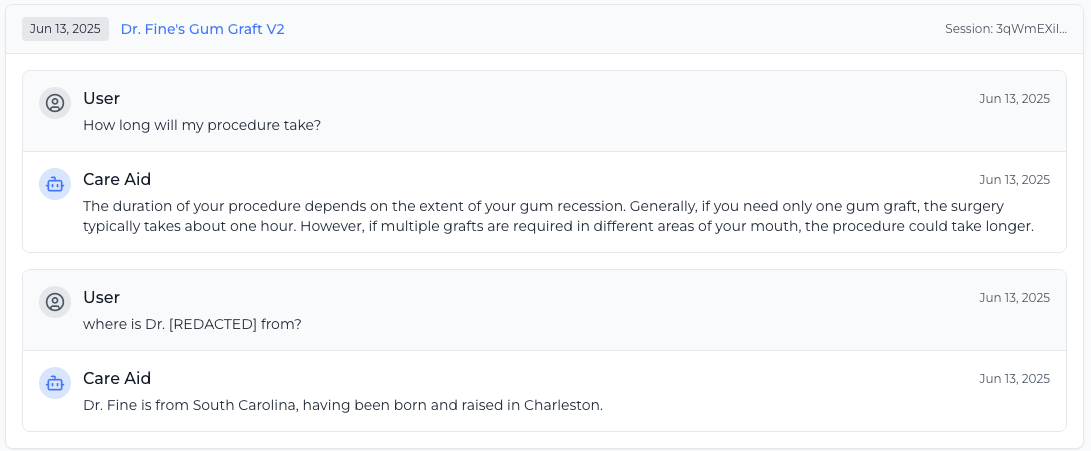 Jun 13, 2025 Dr. Fine's Gum Graft V2 Session: 3qWmEXiI...
User Jun 13, 2025
How long will my procedure take?
Care Aid Jun 13, 2025
The duration of your procedure depends on the extent of your gum recession. Generally, if you need only one gum graft, the surgery
typically takes about one hour. However, if multiple grafts are required in different areas of your mouth, the procedure could take longer.
User Jun 13, 2025
where is Dr. [REDACTED] from?
Care Aid Jun 13, 2025
Dr. Fine is from South Carolina, having been born and raised in Charleston.